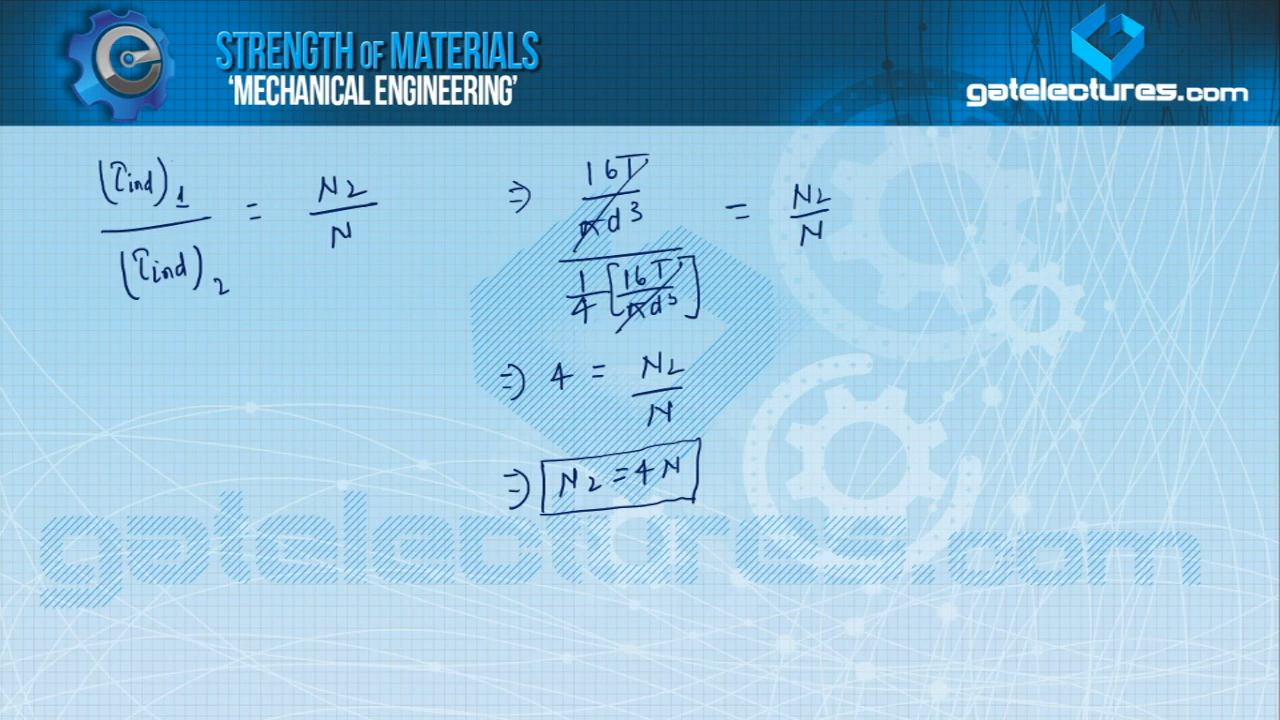 STRENGTH OF MATERIALS
'MECHANICAL ENGINEERING'
gatelectures.com
(τind)1 / (τind)2 = N2 / N
⇒ (16T / πd³) / (1/4 [16T / πd³]) = N2 / N
⇒ 4 = N2 / N
⇒ N2 = 4N
gatelectures.com